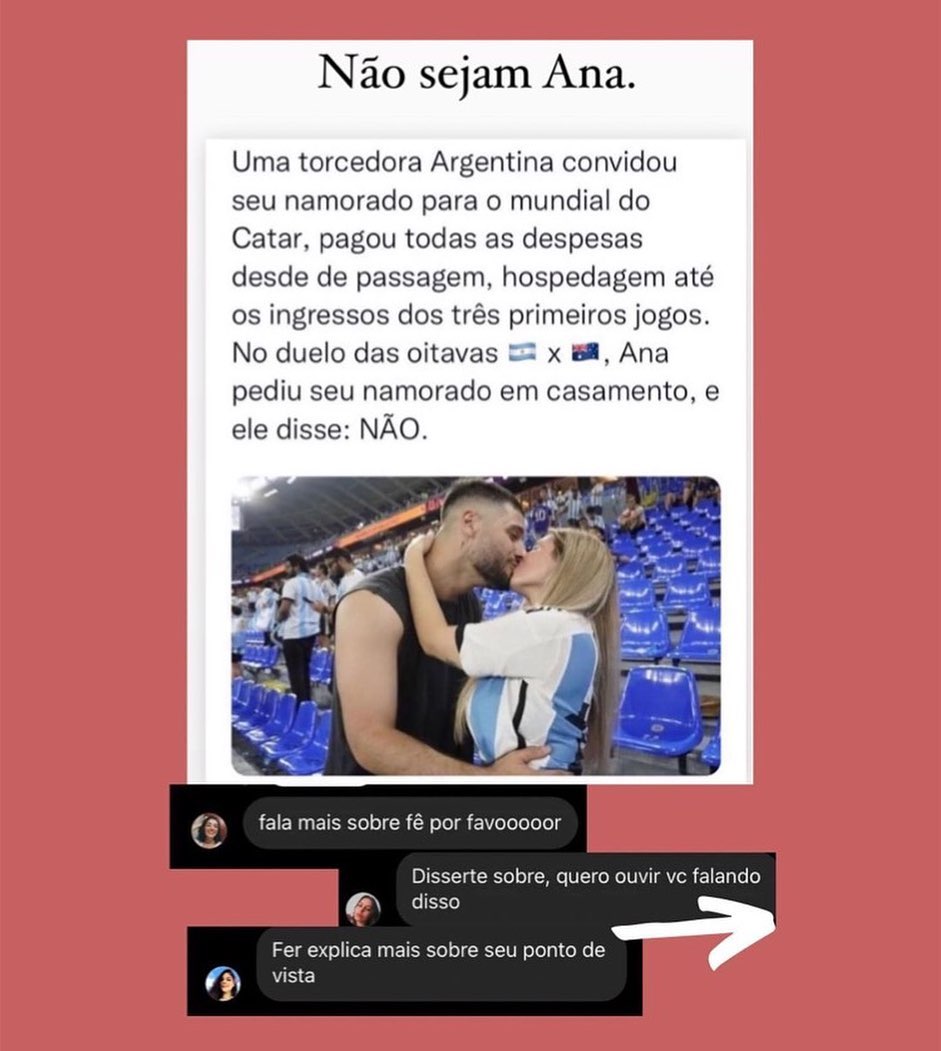 Não sejam Ana.
Uma torcedora Argentina convidou
seu namorado para o mundial do
Catar, pagou todas as despesas
desde de passagem, hospedagem até
os ingressos dos três primeiros jogos.
No duelo das oitavas 🇦🇷 x 🇦🇺, Ana
pediu seu namorado em casamento, e
ele disse: NÃO.
fala mais sobre fê por favooooor
Disserte sobre, quero ouvir vc falando
disso
Fer explica mais sobre seu ponto de
vista